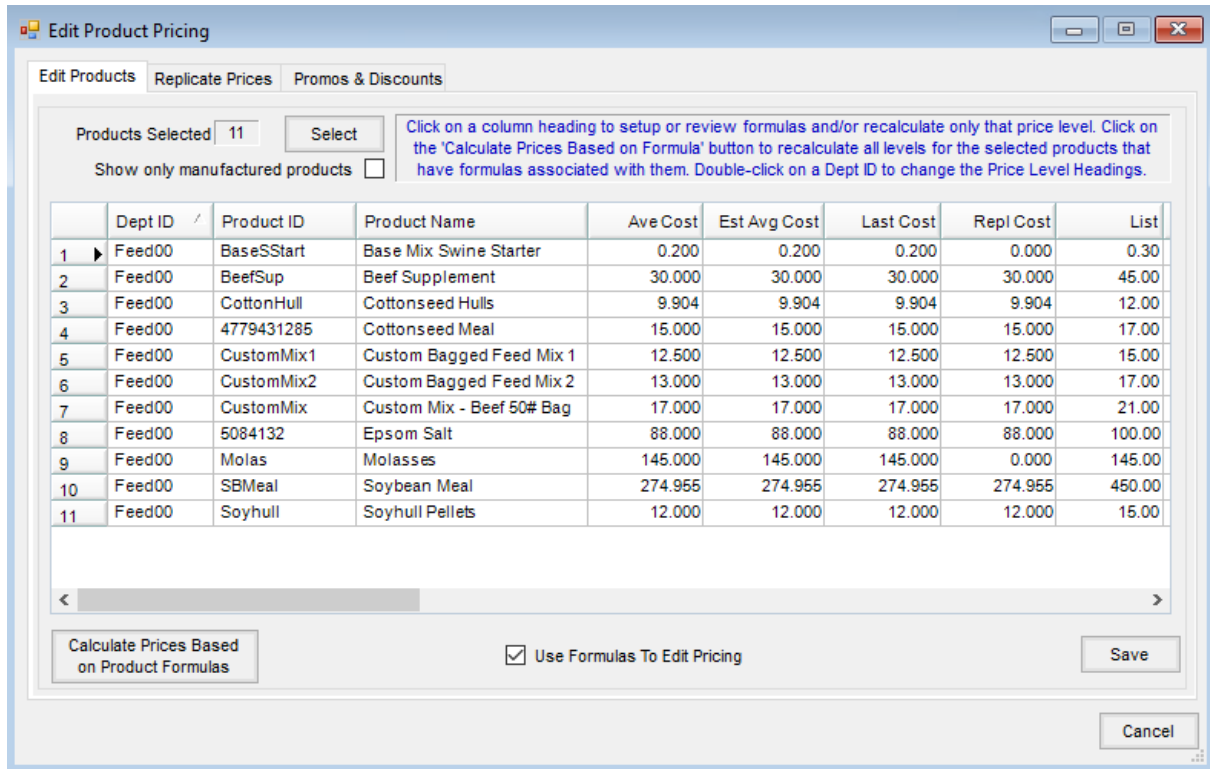 Edit Product Pricing
Edit Products Replicate Prices Promos & Discounts
Products Selected 11 Select
Show only manufactured products
Click on a column heading to setup or review formulas and/or recalculate only that price level. Click on
the 'Calculate Prices Based on Formula' button to recalculate all levels for the selected products that
have formulas associated with them. Double-click on a Dept ID to change the Price Level Headings.
Dept ID Product ID Product Name Ave Cost Est Avg Cost Last Cost Repl Cost List
1 Feed00 BaseSStart Base Mix Swine Starter 0.200 0.200 0.200 0.000 0.30
2 Feed00 BeefSup Beef Supplement 30.000 30.000 30.000 30.000 45.00
3 Feed00 CottonHull Cottonseed Hulls 9.904 9.904 9.904 9.904 12.00
4 Feed00 4779431285 Cottonseed Meal 15.000 15.000 15.000 15.000 17.00
5 Feed00 CustomMix1 Custom Bagged Feed Mix 1 12.500 12.500 12.500 12.500 15.00
6 Feed00 CustomMix2 Custom Bagged Feed Mix 2 13.000 13.000 13.000 13.000 17.00
7 Feed00 CustomMix Custom Mix - Beef 50# Bag 17.000 17.000 17.000 17.000 21.00
8 Feed00 5084132 Epsom Salt 88.000 88.000 88.000 88.000 100.00
9 Feed00 Molas Molasses 145.000 145.000 145.000 0.000 145.00
10 Feed00 SBMeal Soybean Meal 274.955 274.955 274.955 274.955 450.00
11 Feed00 Soyhull Soyhull Pellets 12.000 12.000 12.000 12.000 15.00
Calculate Prices Based
on Product Formulas
Use Formulas To Edit Pricing
Save
Cancel